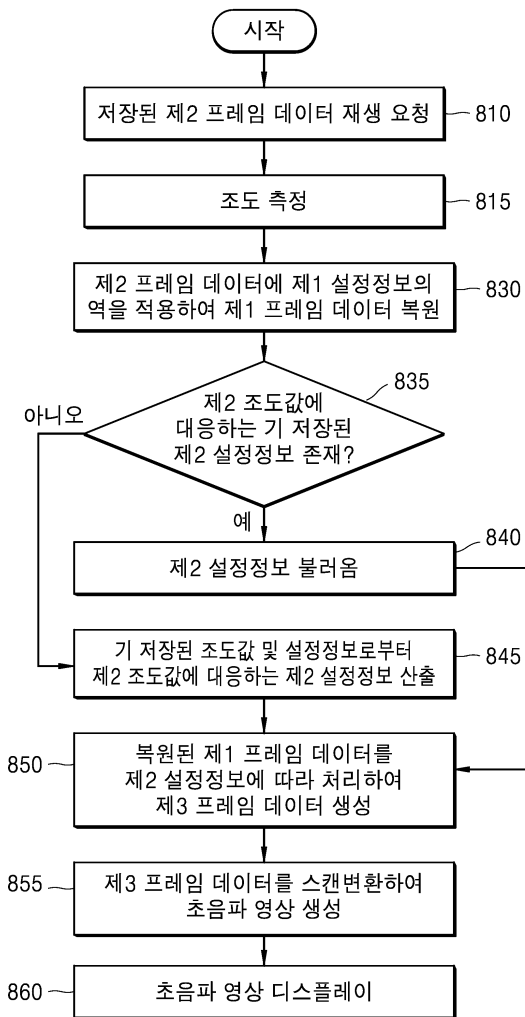 시작
저장된 제2 프레임 데이터 재생 요청
810
조도 측정
815
제2 프레임 데이터에 제1 설정정보의
역을 적용하여 제1 프레임 데이터 복원
830
835
제2 조도값에
대응하는 기 저장된
제2 설정정보 존재?
아니오
예
840
제2 설정정보 불러옴
기 저장된 조도값 및 설정정보로부터
제2 조도값에 대응하는 제2 설정정보 산출
845
850
복원된 제1 프레임 데이터를
제2 설정정보에 따라 처리하여
제3 프레임 데이터 생성
855
제3 프레임 데이터를 스캔변환하여
초음파 영상 생성
860
초음파 영상 디스플레이